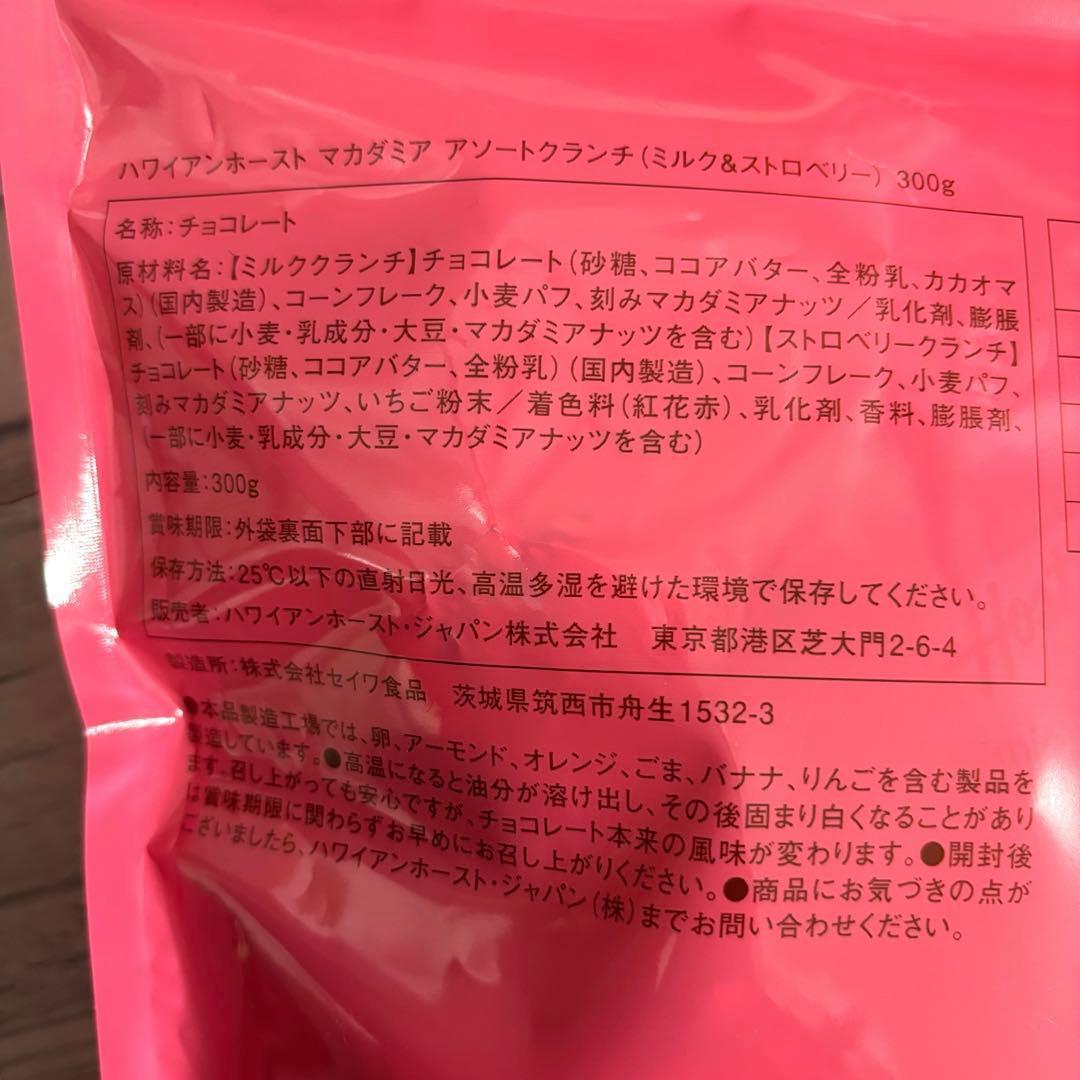 ハワイアンホースト マカダミア アソートクランチ(ミルク&ストロベリー) 300g
名称:チョコレート
原材料名:【ミルククランチ】チョコレート(砂糖、ココアバター、全粉乳、カカオマ
ス)(国内製造)、コーンフレーク、小麦パフ、刻みマカダミアナッツ/乳化剤、膨脹
剤、(一部に小麦・乳成分・大豆・マカダミアナッツを含む)【ストロベリークランチ】
チョコレート(砂糖、ココアバター、全粉乳)(国内製造)、コーンフレーク、小麦パフ、
刻みマカダミアナッツ、いちご粉末/着色料(紅花赤)、乳化剤、香料、膨脹剤、
(一部に小麦・乳成分・大豆・マカダミアナッツを含む)
内容量:300g
賞味期限:外袋裏面下部に記載
保存方法:25℃以下の直射日光、高温多湿を避けた環境で保存してください。
販売者:ハワイアンホースト・ジャパン株式会社 東京都港区芝大門2-6-4
製造所:株式会社セイワ食品 茨城県筑西市舟生1532-3
●本品製造工場では、卵、アーモンド、オレンジ、ごま、バナナ、りんごを含む製品を
製造しています。●高温になると油分が溶け出し、その後固まり白くなることがあり
ます。召し上がっても安心ですが、チョコレート本来の風味が変わります。●開封後
は賞味期限に関わらずお早めにお召し上がりください。●商品にお気づきの点が
ございましたら、ハワイアンホースト・ジャパン(株)までお問い合わせください。